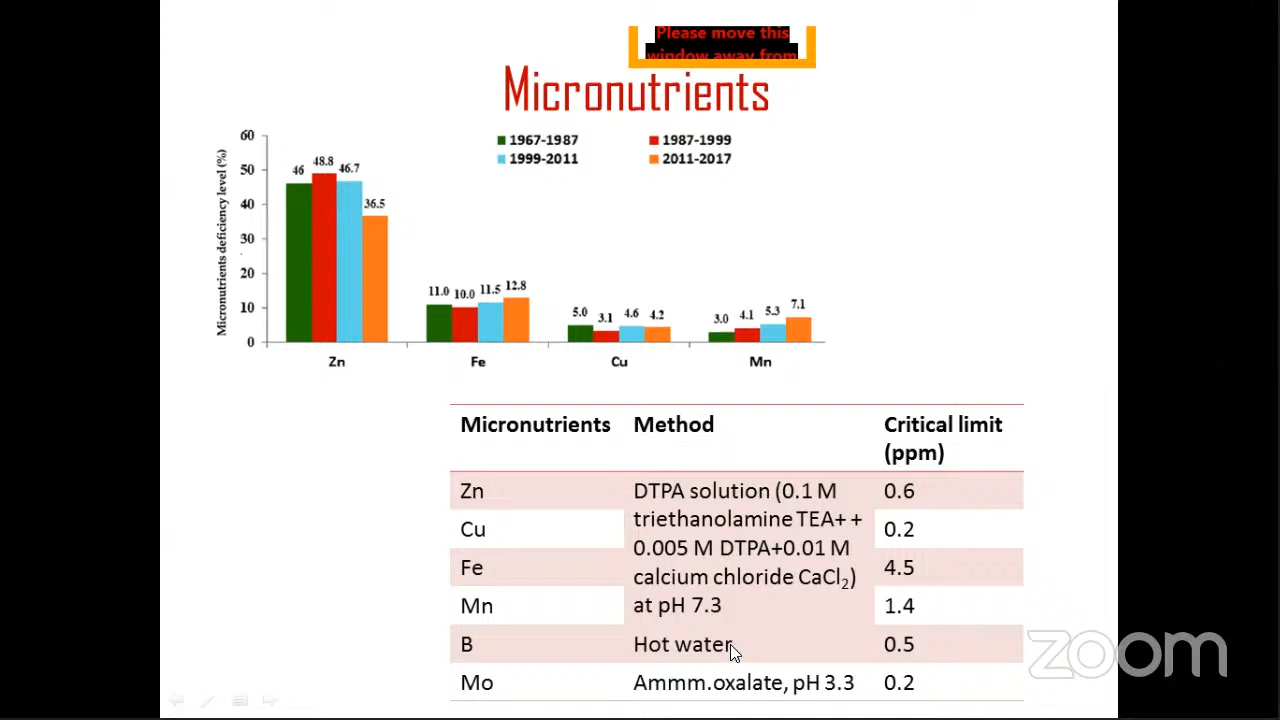 Please move this
window away from
Micronutrients
1967-1987 1987-1999
1999-2011 2011-2017
Micronutrients deficiency level (%)
60
50
40
30
20
10
0
46 48.8 46.7 36.5
11.0 10.0 11.5 12.8
5.0 3.1 4.6 4.2
3.0 4.1 5.3 7.1
Zn Fe Cu Mn
Micronutrients Method Critical limit
(ppm)
Zn DTPA solution (0.1 M 0.6
triethanolamine TEA+ +
Cu 0.2
0.005 M DTPA+0.01 M
Fe 4.5
calcium chloride CaCl₂)
Mn at pH 7.3 1.4
B Hot water 0.5
Mo Ammm.oxalate, pH 3.3 0.2
zoom